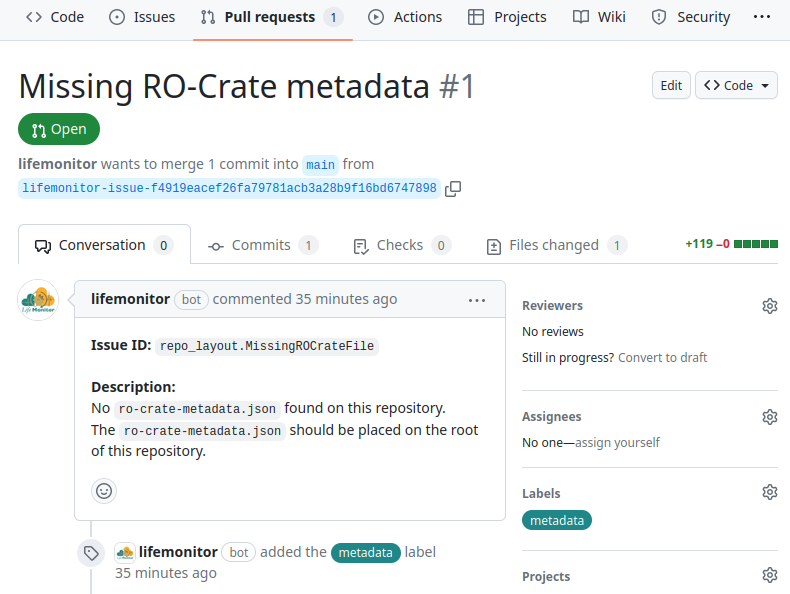 Code Issues Pull requests 1 Actions Projects Wiki Security
Missing RO-Crate metadata #1
Edit Code
Open
lifemonitor wants to merge 1 commit into main from
lifemonitor-issue-f4919eacef26fa79781acb3a28b9f16bd6747898
Conversation 0 Commits 1 Checks 0 Files changed 1 +119 −0
Life Monitor
lifemonitor bot commented 35 minutes ago
Issue ID: repo_layout.MissingROCrateFile
Description:
No ro-crate-metadata.json found on this repository.
The ro-crate-metadata.json should be placed on the root
of this repository.
lifemonitor bot added the metadata label
35 minutes ago
Reviewers
No reviews
Still in progress? Convert to draft
Assignees
No one—assign yourself
Labels
metadata
Projects